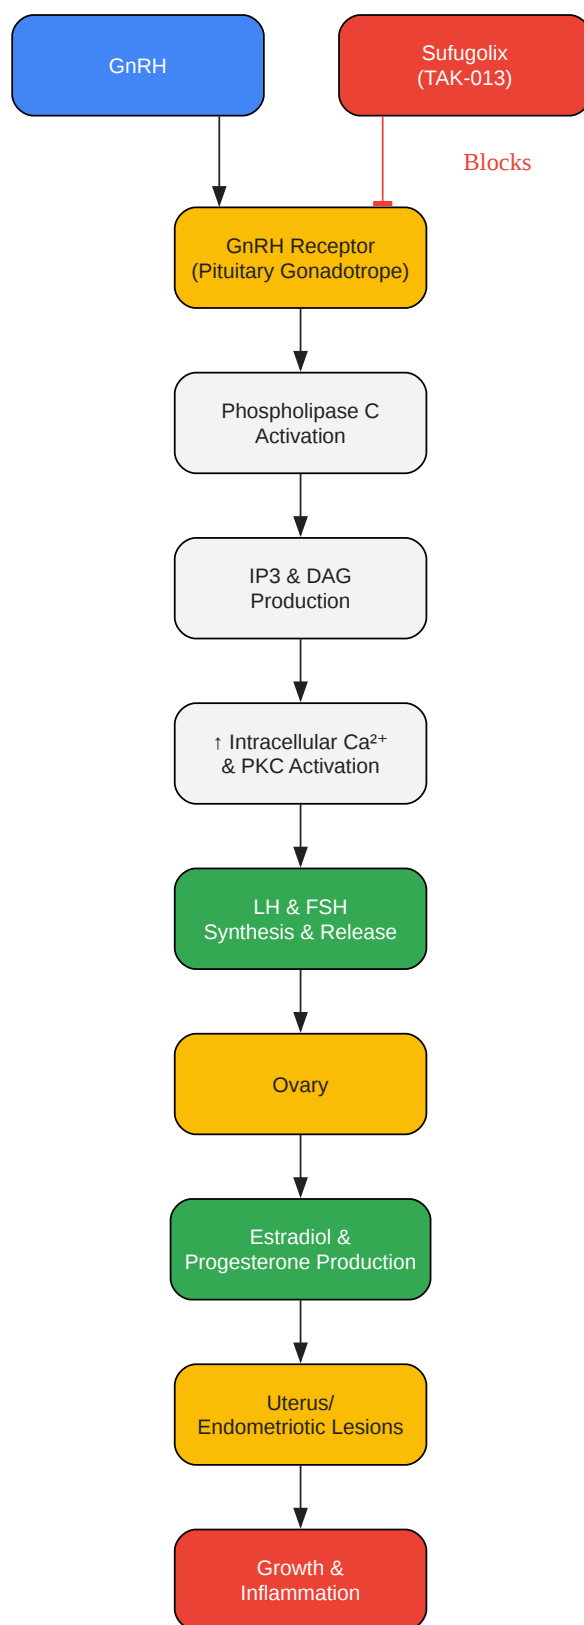 GnRH
Sufugolix
(TAK-013)
Blocks
GnRH Receptor
(Pituitary Gonadotrope)
Phospholipase C
Activation
IP3 & DAG
Production
↑ Intracellular Ca²⁺
& PKC Activation
LH & FSH
Synthesis & Release
Ovary
Estradiol &
Progesterone Production
Uterus/
Endometriotic Lesions
Growth &
Inflammation